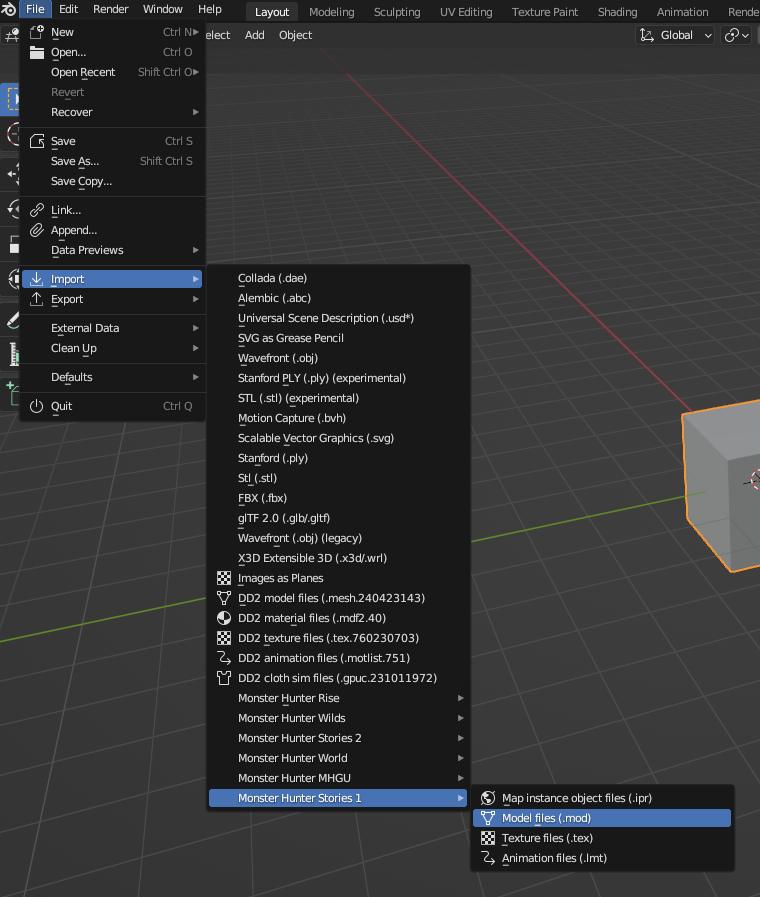 File Edit Render Window Help Layout Modeling Sculpting UV Editing Texture Paint Shading Animation
New Ctrl N
Add Object Global
Open... Ctrl O
Open Recent Shift Ctrl O
Revert
Recover
Save Ctrl S
Save As... Shift Ctrl S
Save Copy...
Link...
Append...
Data Previews
Import
Export
External Data
Clean Up
Defaults
Quit Ctrl Q
Collada (.dae)
Alembic (.abc)
Universal Scene Description (.usd*)
SVG as Grease Pencil
Wavefront (.obj)
Stanford PLY (.ply) (experimental)
STL (.stl) (experimental)
Motion Capture (.bvh)
Scalable Vector Graphics (.svg)
Stanford (.ply)
Stl (.stl)
FBX (.fbx)
glTF 2.0 (.glb/.gltf)
Wavefront (.obj) (legacy)
X3D Extensible 3D (.x3d/.wrl)
Images as Planes
DD2 model files (.mesh.240423143)
DD2 material files (.mdf2.40)
DD2 texture files (.tex.760230703)
DD2 animation files (.motlist.751)
DD2 cloth sim files (.gpuc.231011972)
Monster Hunter Rise
Monster Hunter Wilds
Monster Hunter Stories 2
Monster Hunter World
Monster Hunter MHGU
Monster Hunter Stories 1
Map instance object files (.ipr)
Model files (.mod)
Texture files (.tex)
Animation files (.lmt)